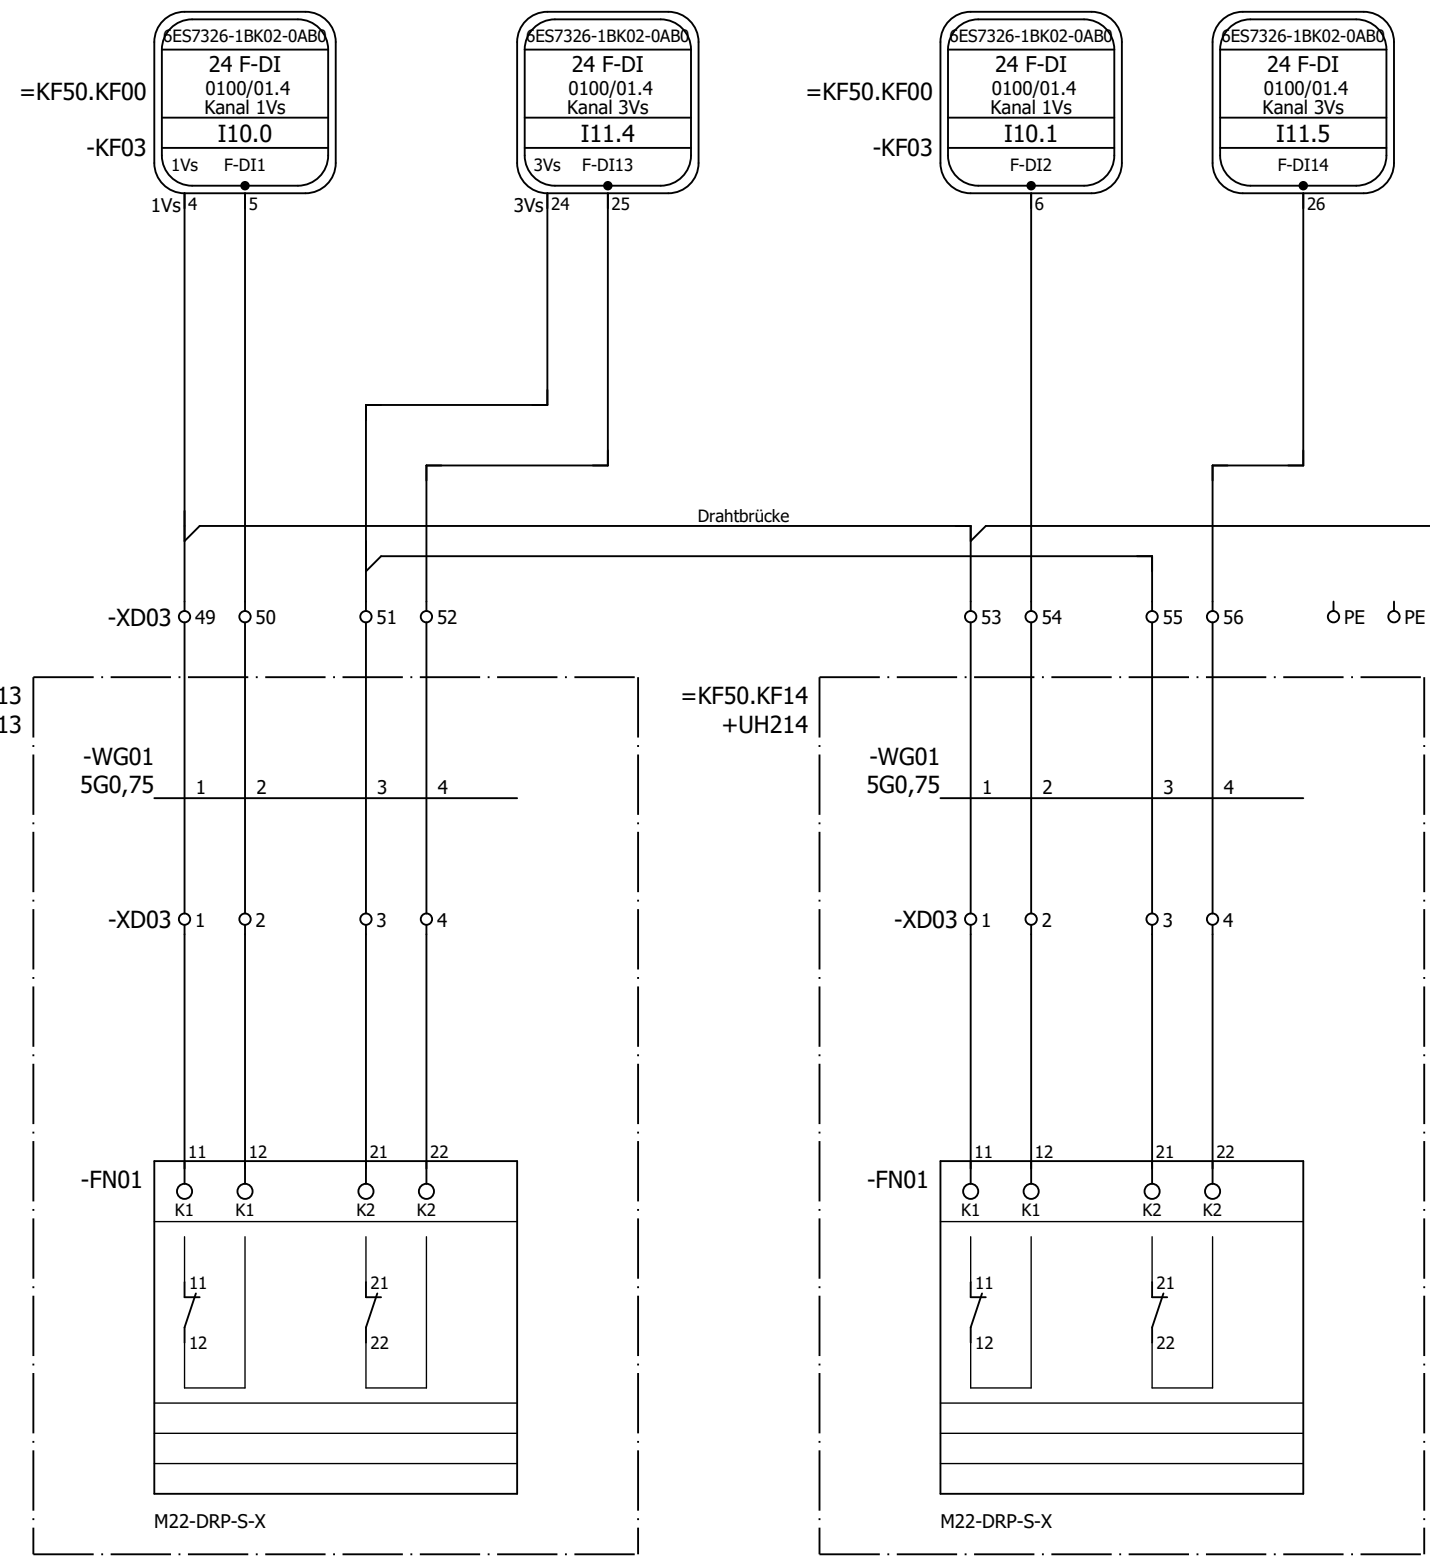 6ES7326-1BK02-0AB0 6ES7326-1BK02-0AB0 6ES7326-1BK02-0AB0 6ES7326-1BK02-0AB0
24 F-DI 24 F-DI 24 F-DI 24 F-DI
=KF50.KF00 0100/01.4 0100/01.4 =KF50.KF00 0100/01.4 0100/01.4
Kanal 1Vs Kanal 3Vs Kanal 1Vs Kanal 3Vs
-KF03 I10.0 I11.4 -KF03 I10.1 I11.5
1Vs F-DI1 3Vs F-DI13 F-DI2 F-DI14
1Vs 4 5 3Vs 24 25 6 26
Drahtbrücke
-XD03 49 50 51 52 53 54 55 56 PE PE
13 =KF50.KF14
13 +UH214
-WG01 -WG01
5G0,75 1 2 3 4 5G0,75 1 2 3 4
-XD03 1 2 3 4 -XD03 1 2 3 4
11 12 21 22 11 12 21 22
-FN01 -FN01
K1 K1 K2 K2 K1 K1 K2 K2
11 21 11 21
12 22 12 22
M22-DRP-S-X M22-DRP-S-X